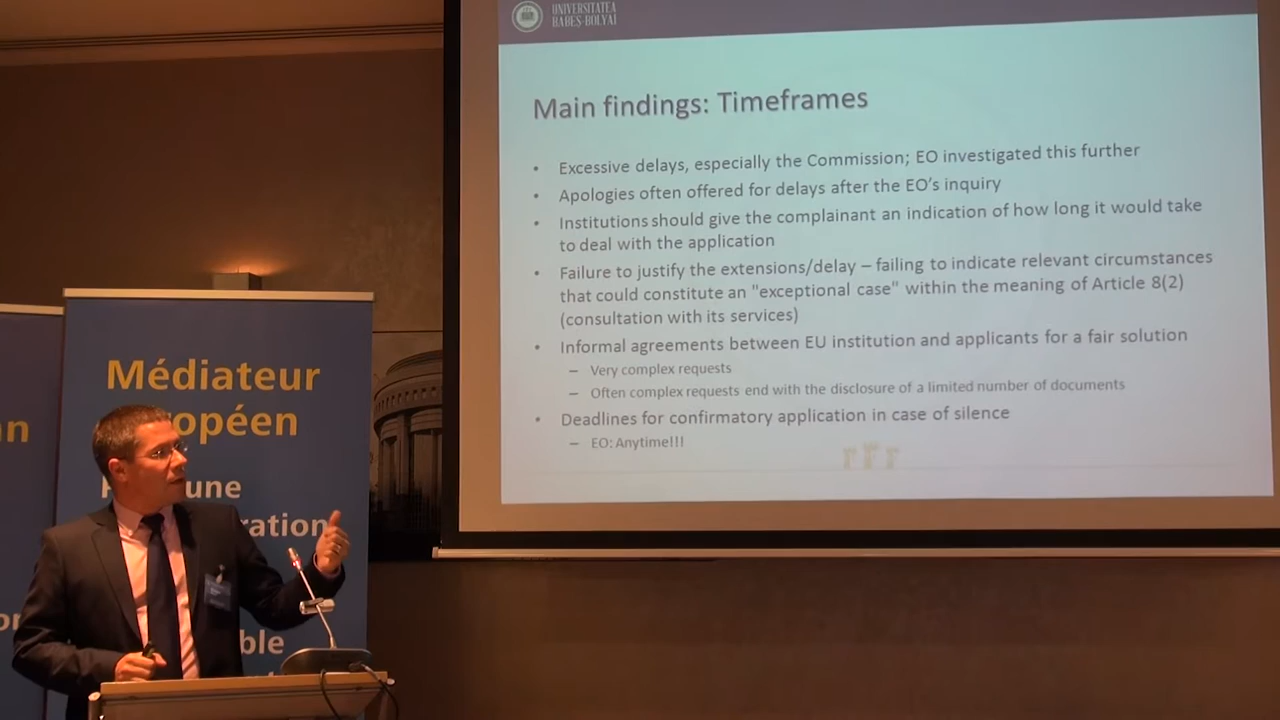 UNIVERSITATEA
BABEȘ-BOLYAI
Main findings: Timeframes
• Excessive delays, especially the Commission; EO investigated this further
• Apologies often offered for delays after the EO's inquiry
• Institutions should give the complainant an indication of how long it would take
to deal with the application
• Failure to justify the extensions/delay – failing to indicate relevant circumstances
that could constitute an "exceptional case" within the meaning of Article 8(2)
(consultation with its services)
• Informal agreements between EU institution and applicants for a fair solution
– Very complex requests
– Often complex requests end with the disclosure of a limited number of documents
• Deadlines for confirmatory application in case of silence
– EO: Anytime!!!
Médiateur
opéen
une
ration
ble
an